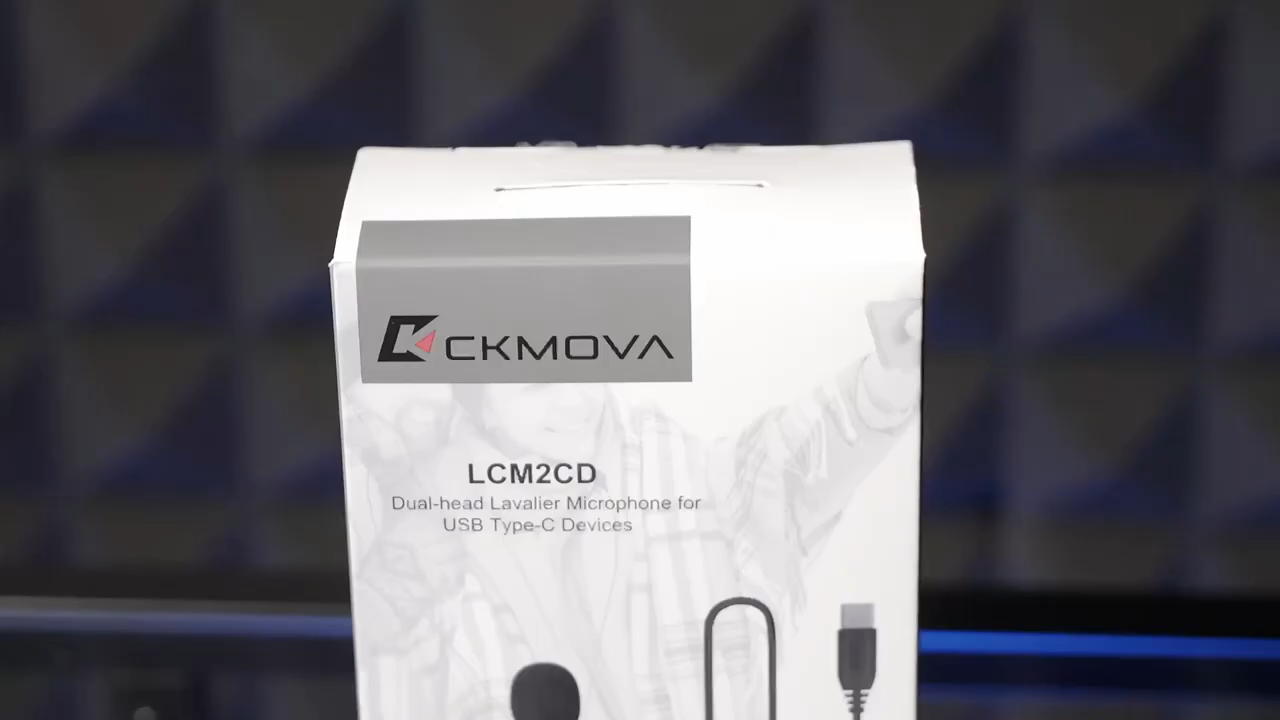 CKMOVA
LCM2CD
Dual-head Lavalier Microphone for
USB Type-C Devices